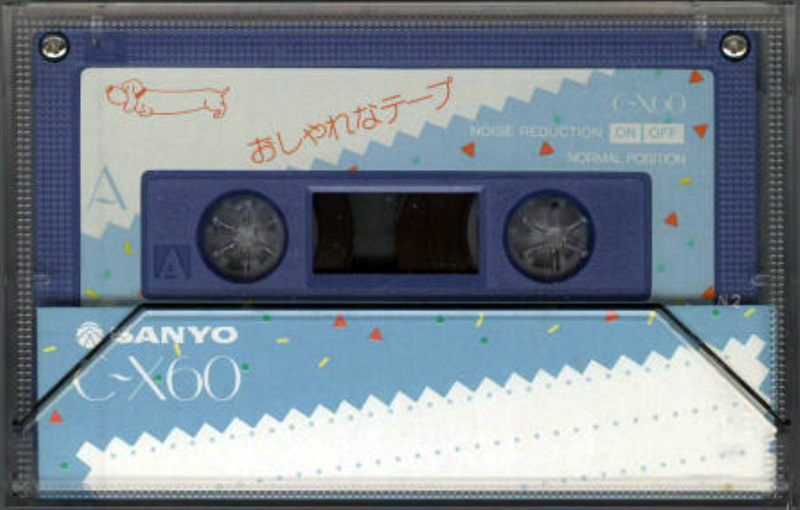 おしゃれなテープ
C-X60
NOISE REDUCTION ON OFF
NORMAL POSITION
A
A
SANYO
C-X60